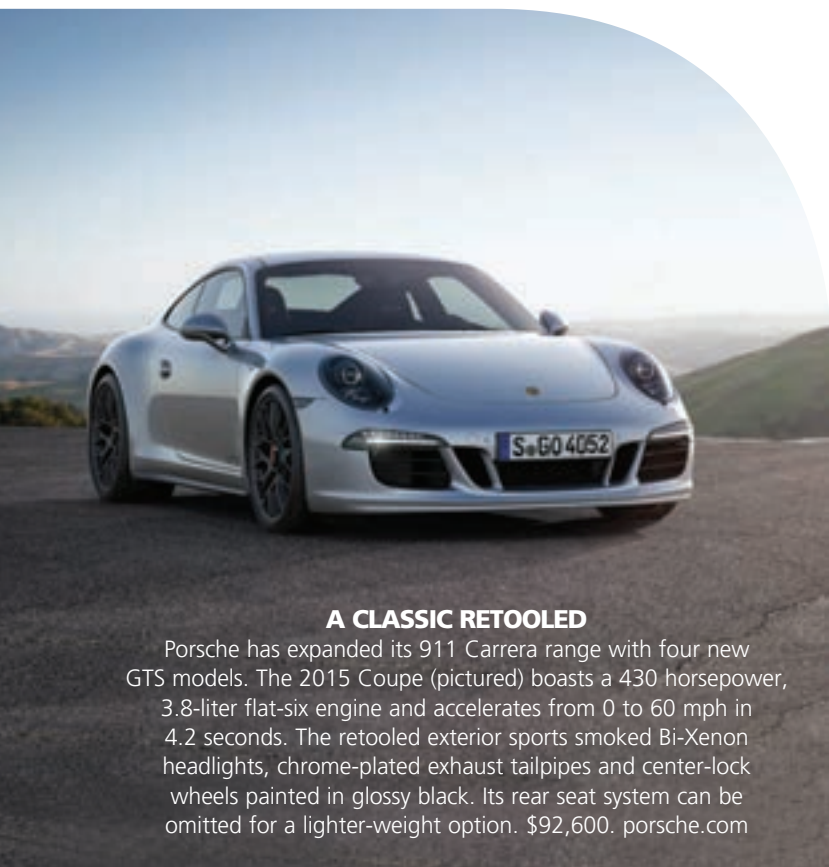 S GO 4052
A CLASSIC RETOOLED
Porsche has expanded its 911 Carrera range with four new
GTS models. The 2015 Coupe (pictured) boasts a 430 horsepower,
3.8-liter flat-six engine and accelerates from 0 to 60 mph in
4.2 seconds. The retooled exterior sports smoked Bi-Xenon
headlights, chrome-plated exhaust tailpipes and center-lock
wheels painted in glossy black. Its rear seat system can be
omitted for a lighter-weight option. $92,600. porsche.com